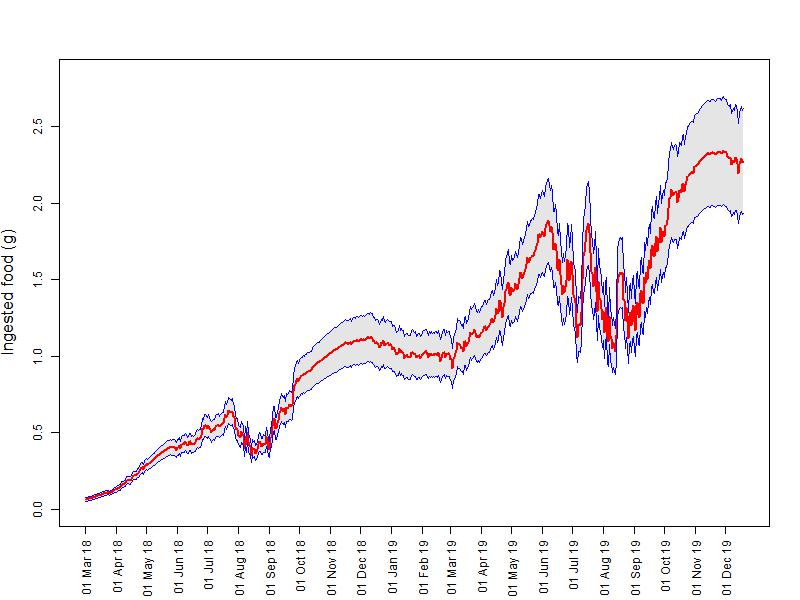 Ingested food (g)
2.5
2.0
1.5
1.0
0.5
0.0
01 Mar 18
01 Apr 18
01 May 18
01 Jun 18
01 Jul 18
01 Aug 18
01 Sep 18
01 Oct 18
01 Nov 18
01 Dec 18
01 Jan 19
01 Feb 19
01 Mar 19
01 Apr 19
01 May 19
01 Jun 19
01 Jul 19
01 Aug 19
01 Sep 19
01 Oct 19
01 Nov 19
01 Dec 19